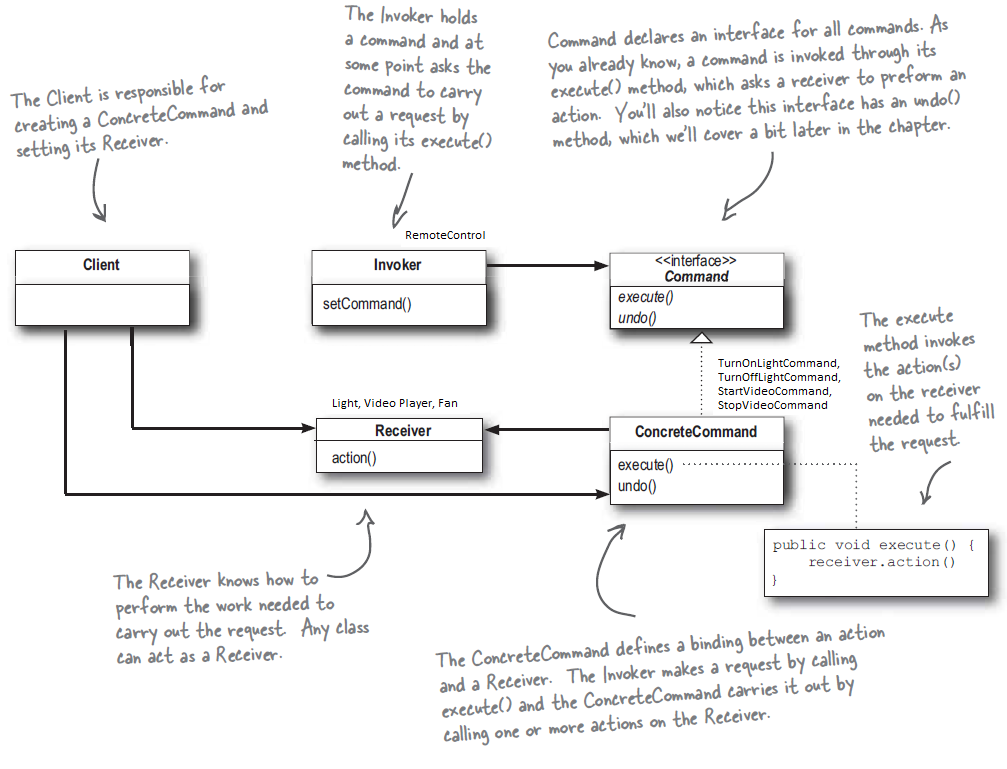 The Client is responsible for
creating a ConcreteCommand and
setting its Receiver.
The Invoker holds
a command and at
some point asks the
command to carry
out a request by
calling its execute()
method.
Command declares an interface for all commands. As
you already know, a command is invoked through its
execute() method, which asks a receiver to preform an
action. You'll also notice this interface has an undo()
method, which we'll cover a bit later in the chapter.
Client
RemoteControl
Invoker
setCommand()
<<interface>>
Command
execute()
undo()
The execute
method invokes
the action(s)
on the receiver
needed to fulfill
the request.
TurnOnLightCommand,
TurnOffLightCommand,
StartVideoCommand,
StopVideoCommand
Light, Video Player, Fan
Receiver
action()
ConcreteCommand
execute()
undo()
public void execute() {
receiver.action()
}
The Receiver knows how to
perform the work needed to
carry out the request. Any class
can act as a Receiver.
The ConcreteCommand defines a binding between an action
and a Receiver. The Invoker makes a request by calling
execute() and the ConcreteCommand carries it out by
calling one or more actions on the Receiver.